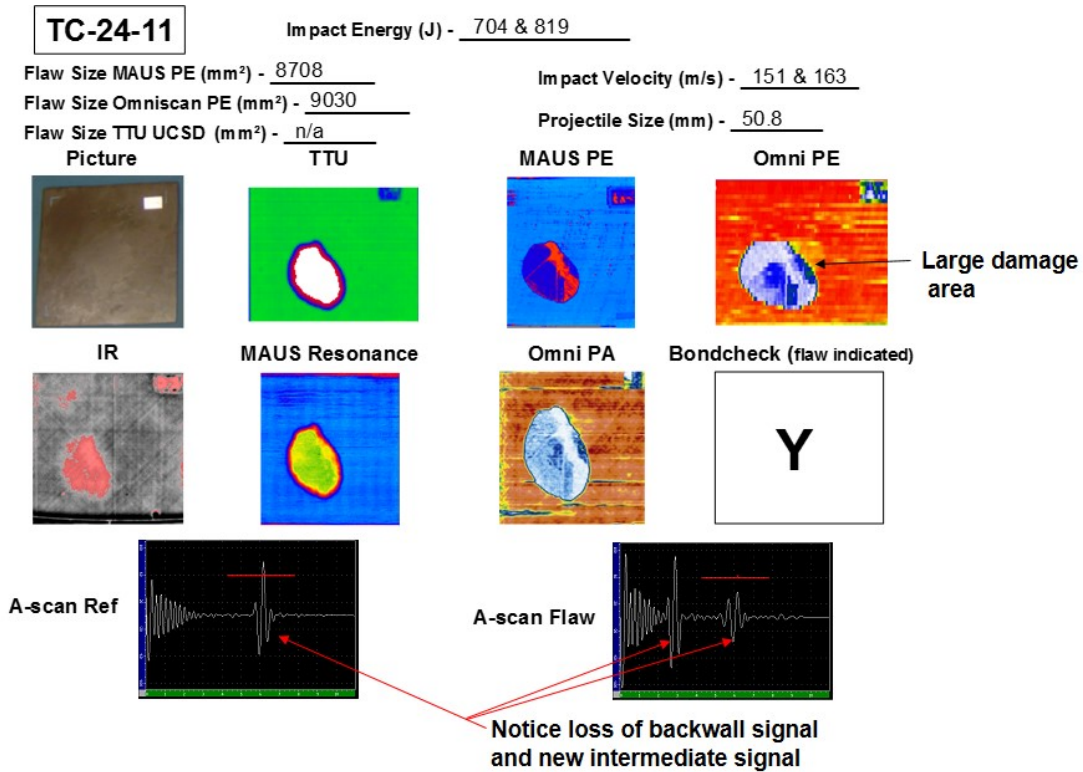 TC-24-11
Impact Energy (J) - 704 & 819
Flaw Size MAUS PE (mm²) - 8708
Impact Velocity (m/s) - 151 & 163
Flaw Size Omniscan PE (mm²) - 9030
Projectile Size (mm) - 50.8
Flaw Size TTU UCSD (mm²) - n/a
Picture
TTU
MAUS PE
Omni PE
Large damage
area
IR
MAUS Resonance
Omni PA
Bondcheck (flaw indicated)
Y
A-scan Ref
A-scan Flaw
Notice loss of backwall signal
and new intermediate signal